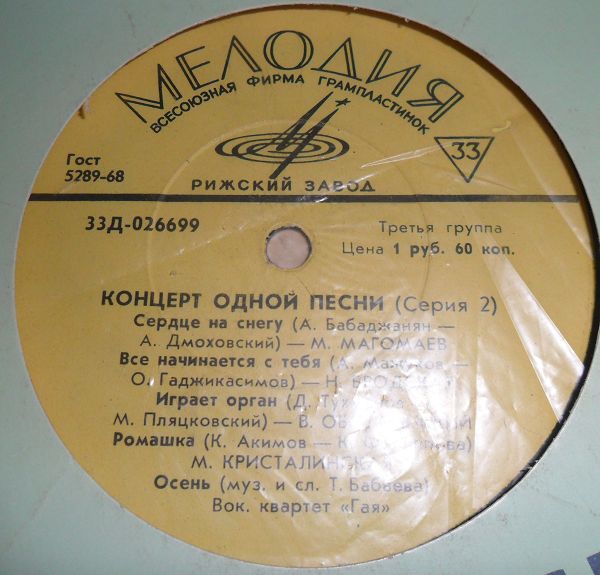 МЕЛОДИЯ
ВСЕСОЮЗНАЯ ФИРМА ГРАМПЛАСТИНОК
Гост
5289-68
33
РИЖСКИЙ ЗАВОД
33Д-026699
Третья группа
Цена 1 руб. 60 коп.
КОНЦЕРТ ОДНОЙ ПЕСНИ (Серия 2)
Сердце на снегу (А. Бабаджанян —
А. Дмоховский) — М. МАГОМАЕВ
Все начинается с тебя (А. Мажуков —
О. Гаджикасимов) — Н.
Играет орган (Д.
М. Пляцковский) — В.
Ромашка (К. Акимов —
М. КРИСТАЛИНСКАЯ
Осень (муз. и сл. Т. Бабаева)
Вок. квартет «Гая»